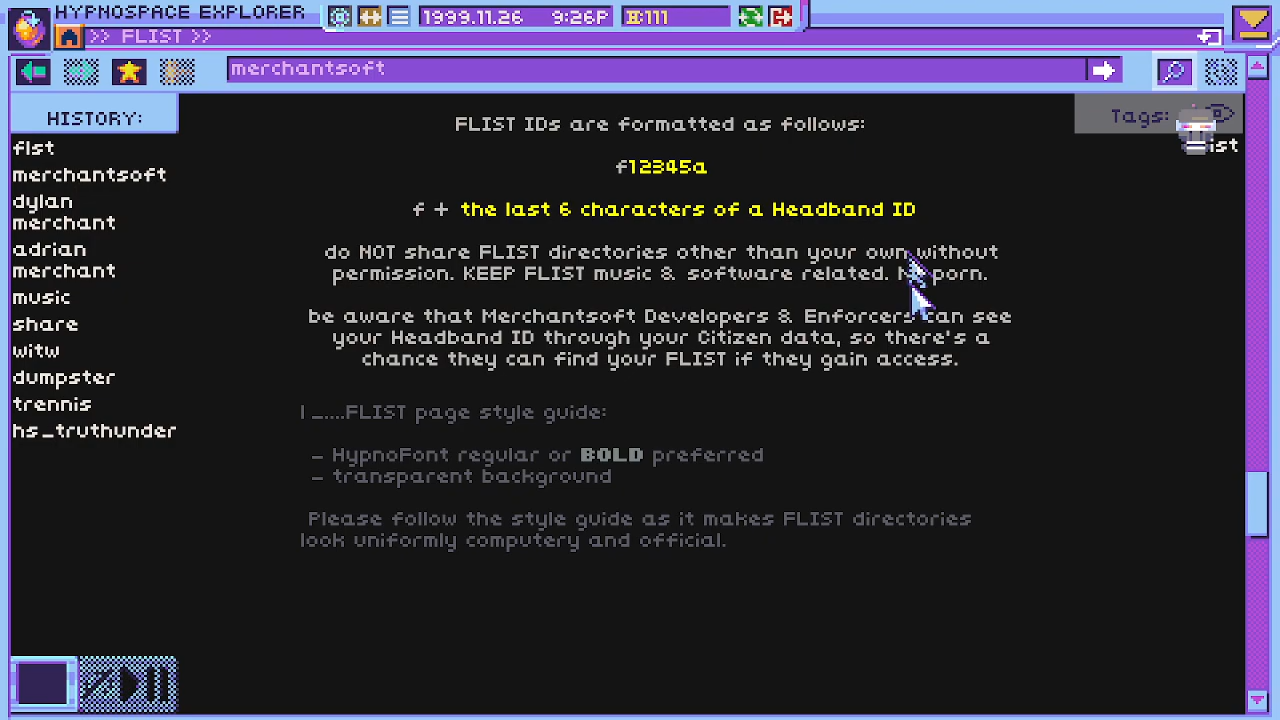 HYPNOSPACE EXPLORER
1999.11.26 9:26P
111
>> FLIST >>
merchantsoft
HISTORY:
flst
merchantsoft
dylan
merchant
adrian
merchant
music
share
witw
dumpster
trennis
hs_truthunder
Tags:
FLIST IDs are formatted as follows:
f12345a
f + the last 6 characters of a Headband ID
do NOT share FLIST directories other than your own without
permission. KEEP FLIST music & software related. porn.
be aware that Merchantsoft Developers & Enforcers can see
your Headband ID through your Citizen data, so there's a
chance they can find your FLIST if they gain access.
I _....FLIST page style guide:
- HypnoFont regular or BOLD preferred
- transparent background
Please follow the style guide as it makes FLIST directories
look uniformly computery and official.